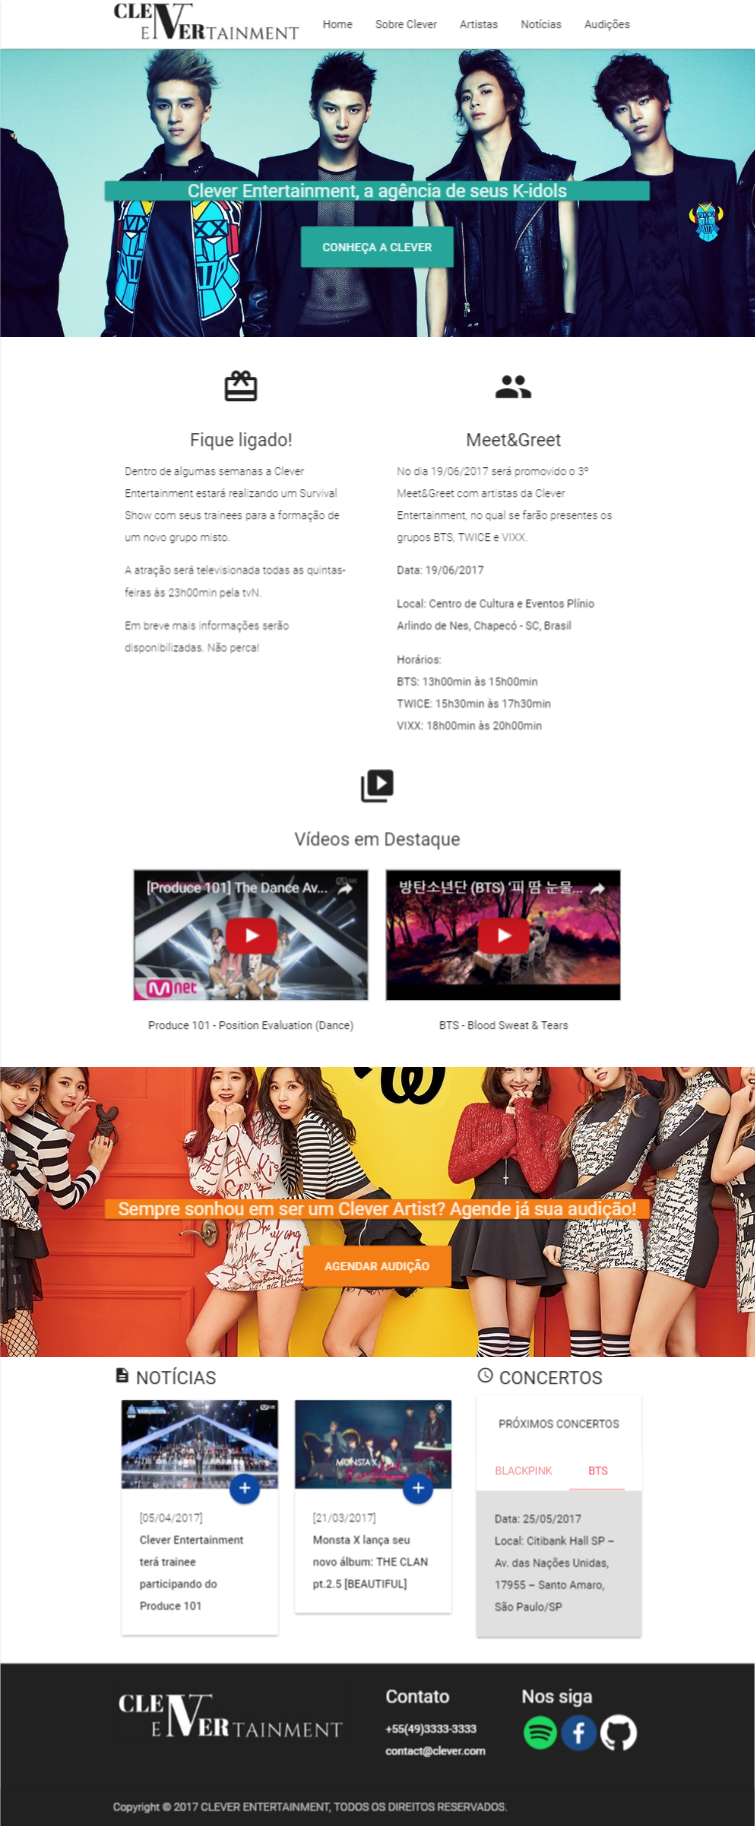 CLEVER
ENTERTAINMENT
Home
Sobre Clever
Artistas
Notícias
Audições
Clever Entertainment, a agência de seus K-idols
CONHEÇA A CLEVER
Fique ligado!
Dentro de algumas semanas a Clever
Entertainment estará realizando um Survival
Show com seus trainees para a formação de
um novo grupo misto.
A atração será televisionada todas as quintas-
feiras às 23h00min pela tvN.
Em breve mais informações serão
disponibilizadas. Não perca!
Meet&Greet
No dia 19/06/2017 será promovido o 3º
Meet&Greet com artistas da Clever
Entertainment, no qual se farão presentes os
grupos BTS, TWICE e VIXX.
Data: 19/06/2017
Local: Centro de Cultura e Eventos Plínio
Arlindo de Nes, Chapecó - SC, Brasil
Horários:
BTS: 13h00min às 15h00min
TWICE: 15h30min às 17h30min
VIXX: 18h00min às 20h00min
Vídeos em Destaque
[Produce 101] The Dance Av...
Mnet
Produce 101 - Position Evaluation (Dance)
방탄소년단 (BTS) '피 땀 눈물...
BTS - Blood Sweat & Tears
Sempre sonhou em ser um Clever Artist? Agende já sua audição!
AGENDAR AUDIÇÃO
NOTÍCIAS
[05/04/2017]
Clever Entertainment
terá trainee
participando do
Produce 101
MONSTA X
[21/03/2017]
Monsta X lança seu
novo álbum: THE CLAN
pt.2.5 [BEAUTIFUL]
CONCERTOS
PRÓXIMOS CONCERTOS
BLACKPINK
BTS
Data: 25/05/2017
Local: Citibank Hall SP –
Av. das Nações Unidas,
17955 – Santo Amaro,
São Paulo/SP
CLEVER
ENTERTAINMENT
Contato
+55(49)3333-3333
contact@clever.com
Nos siga
Copyright © 2017 CLEVER ENTERTAINMENT, TODOS OS DIREITOS RESERVADOS.